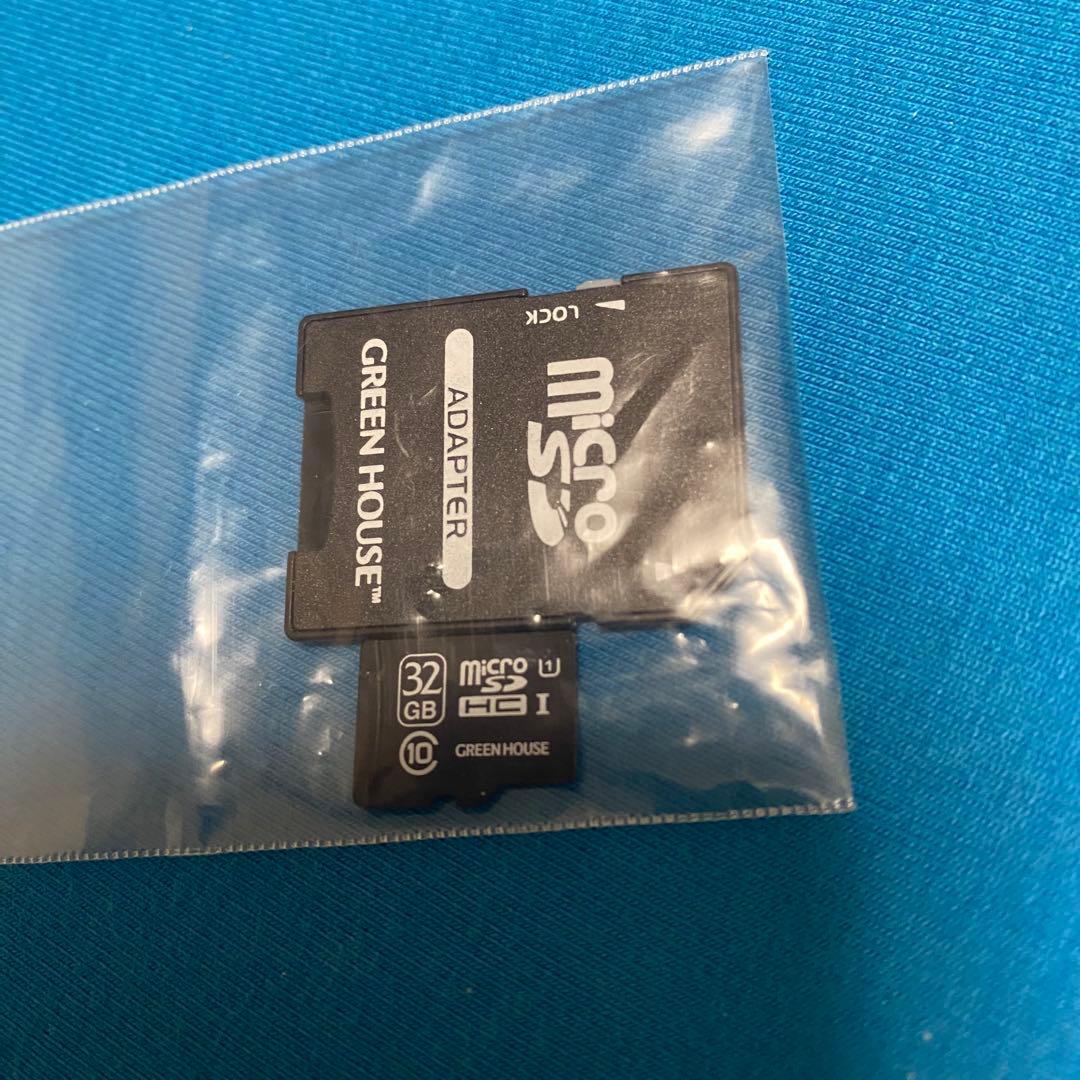 LOCK
micro
SD
ADAPTER
GREEN HOUSE™
32 micro 1
GB SD
HC I
10 GREEN HOUSE